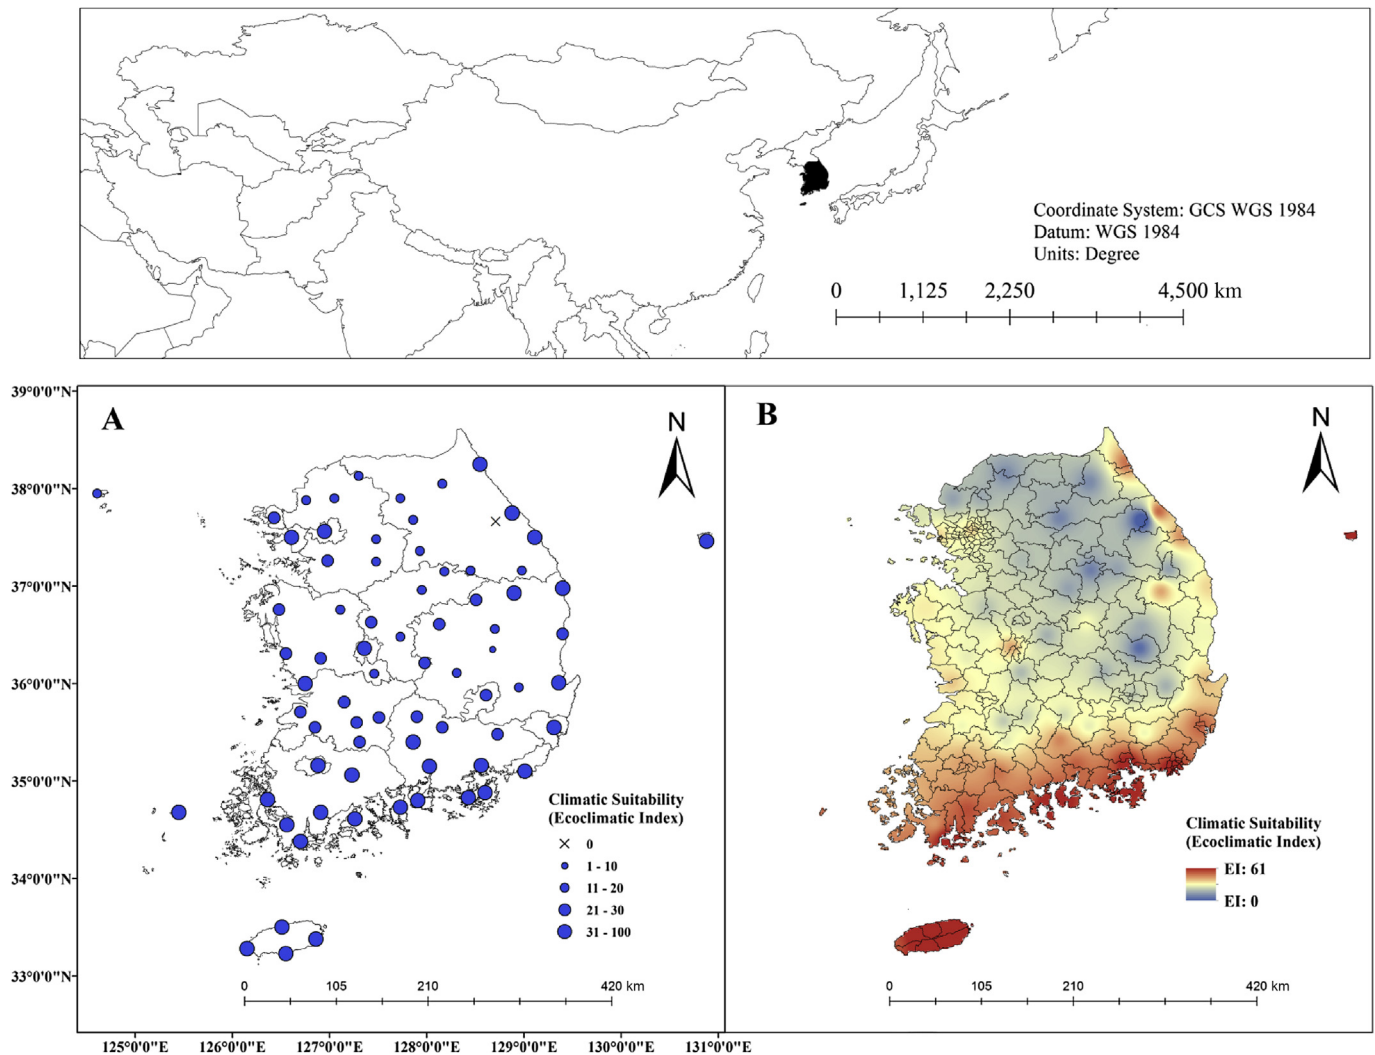 Coordinate System: GCS WGS 1984
Datum: WGS 1984
Units: Degree
0 1,125 2,250 4,500 km
A
N
39°0'0"N
38°0'0"N
37°0'0"N
36°0'0"N
35°0'0"N
34°0'0"N
33°0'0"N
Climatic Suitability
(Ecoclimatic Index)
0
1 - 10
11 - 20
21 - 30
31 - 100
0 105 210 420 km
125°0'0"E 126°0'0"E 127°0'0"E 128°0'0"E 129°0'0"E 130°0'0"E 131°0'0"E
B
N
Climatic Suitability
(Ecoclimatic Index)
EI: 61
EI: 0
0 105 210 420 km